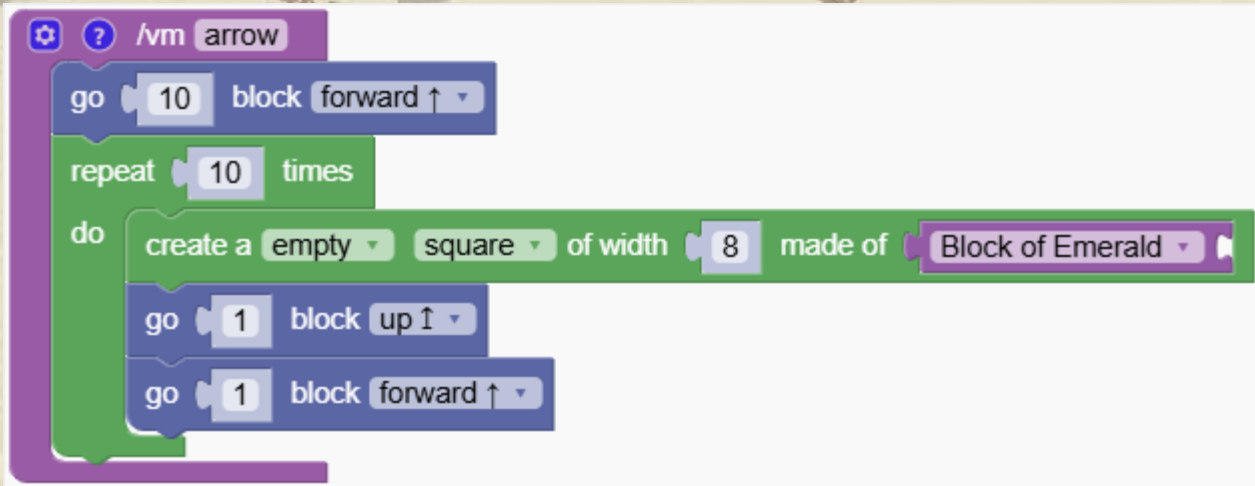 ? /vm arrow
go 10 block forward ↑ ▾
repeat 10 times
do create a empty ▾ square ▾ of width 8 made of Block of Emerald ▾
go 1 block up ↥ ▾
go 1 block forward ↑ ▾